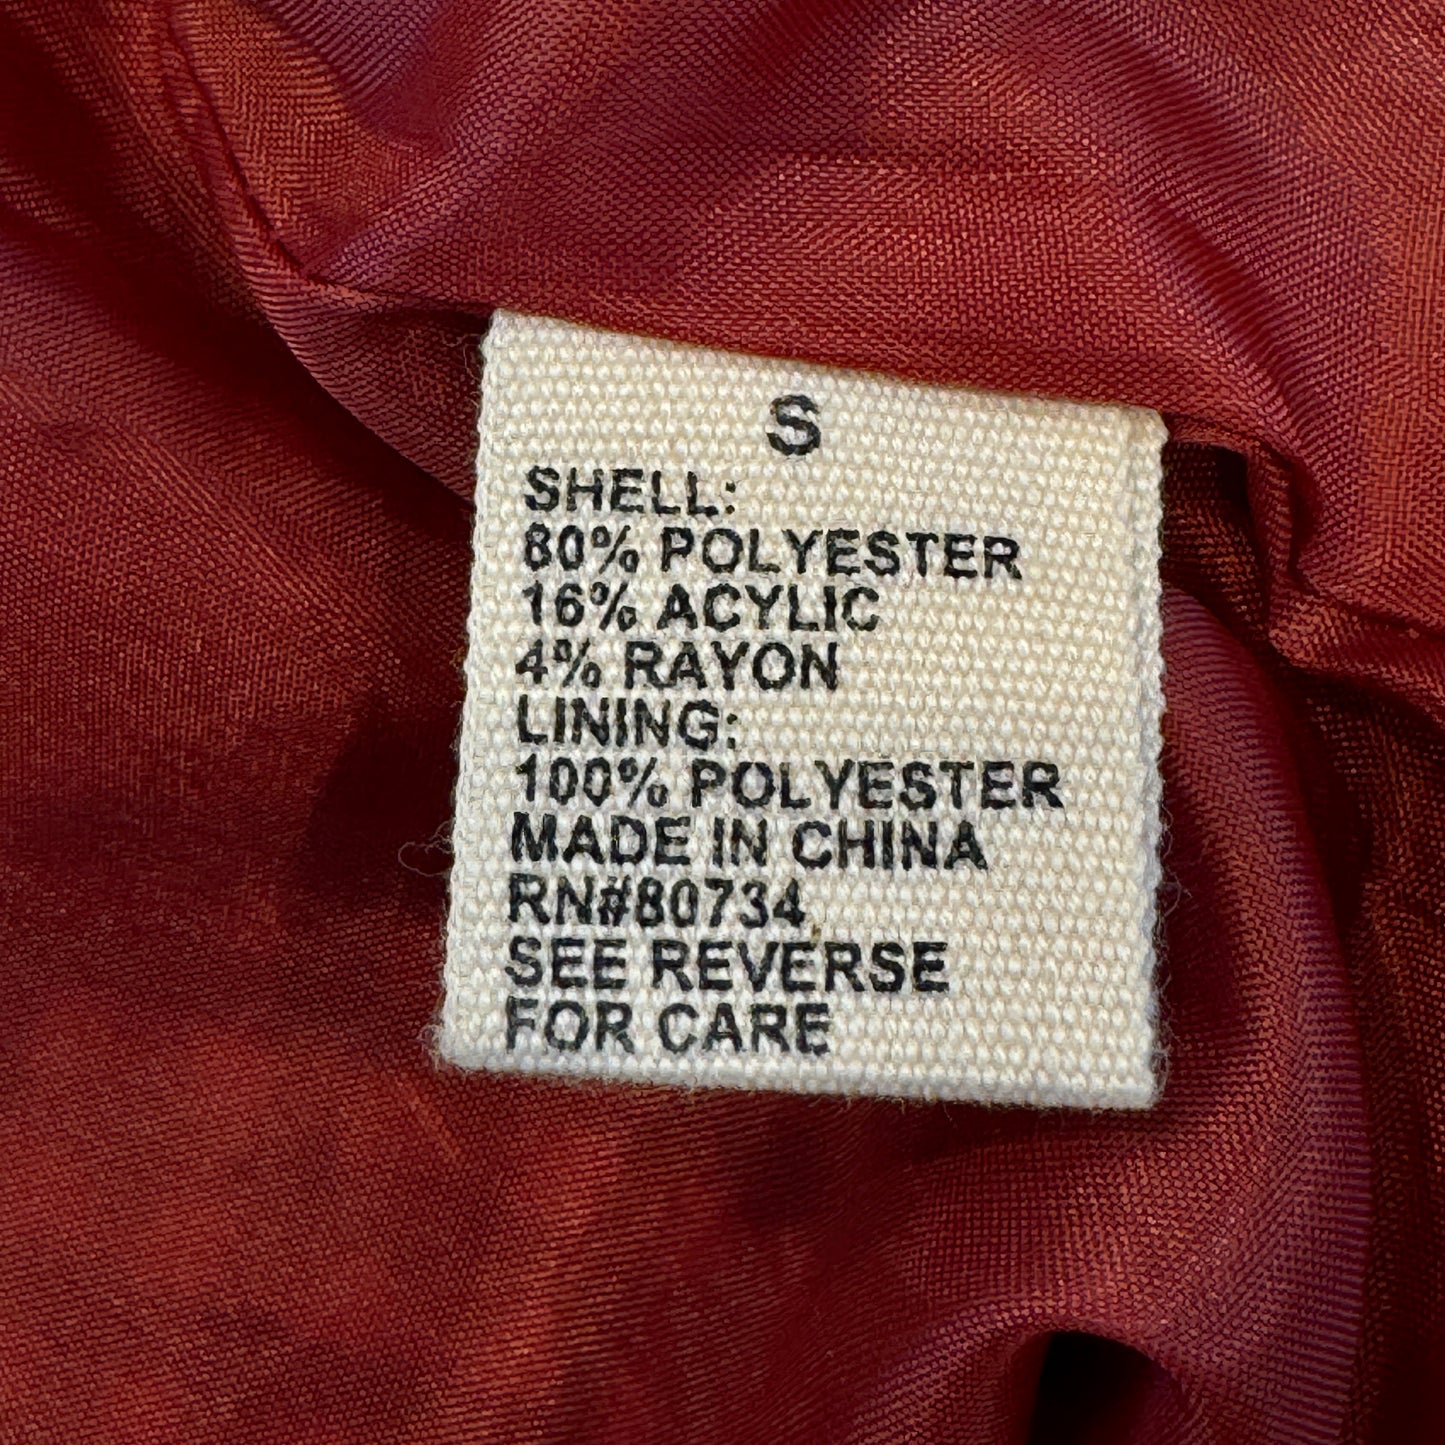 S
SHELL:
80% POLYESTER
16% ACYLIC
4% RAYON
LINING:
100% POLYESTER
MADE IN CHINA
RN#80734
SEE REVERSE
FOR CARE